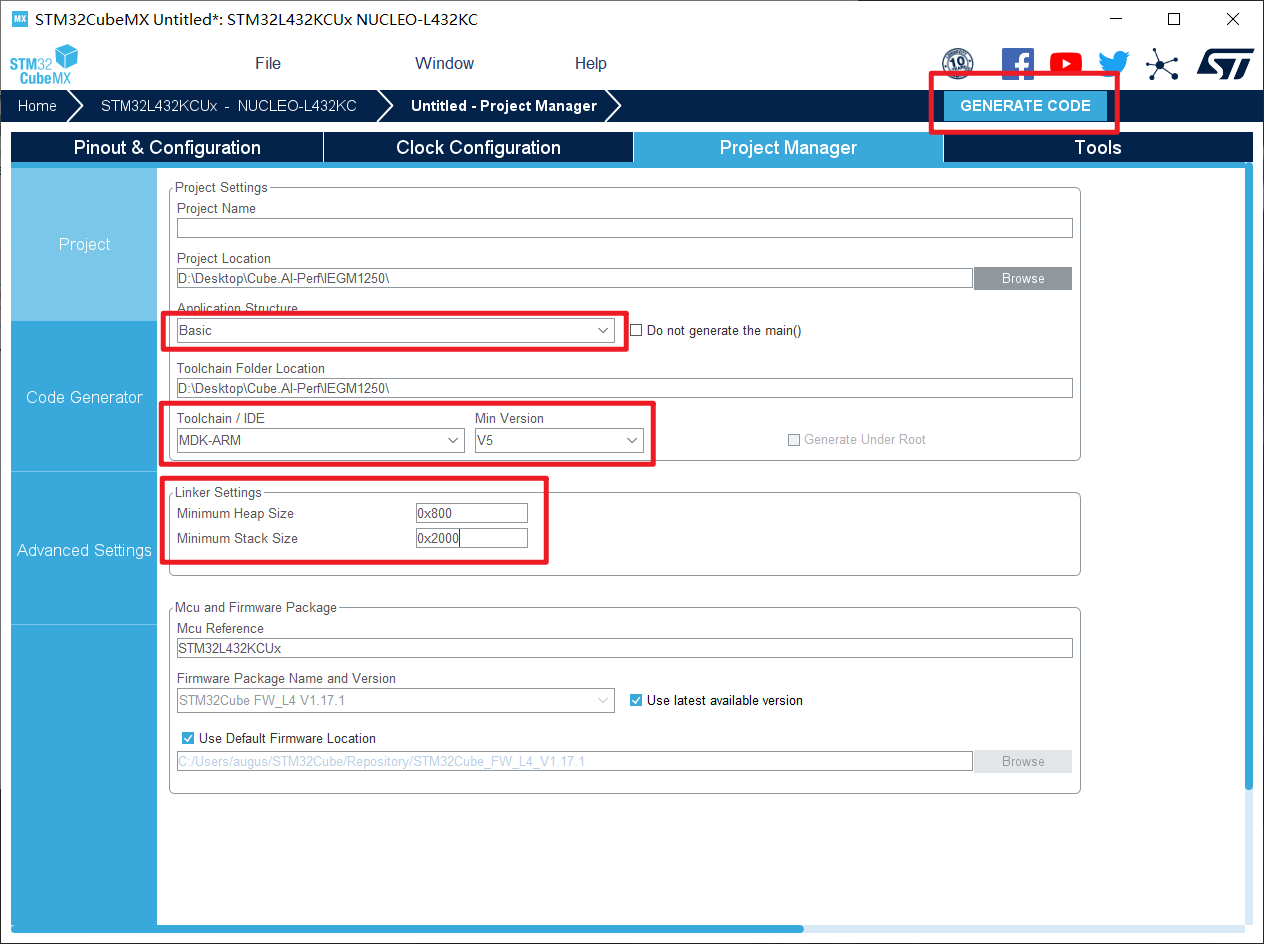 MX STM32CubeMX Untitled*: STM32L432KCUx NUCLEO-L432KC
STM32
CubeMX
File
Window
Help
10
ST
Home
STM32L432KCUx - NUCLEO-L432KC
Untitled - Project Manager
GENERATE CODE
Pinout & Configuration
Clock Configuration
Project Manager
Tools
Project
Code Generator
Advanced Settings
Project Settings
Project Name
Project Location
D:\Desktop\Cube.AI-Perf\IEGM1250\
Browse
Application Structure
Basic
Do not generate the main()
Toolchain Folder Location
D:\Desktop\Cube.AI-Perf\IEGM1250\
Toolchain / IDE
Min Version
MDK-ARM
V5
Generate Under Root
Linker Settings
Minimum Heap Size
0x800
Minimum Stack Size
0x2000
Mcu and Firmware Package
Mcu Reference
STM32L432KCUx
Firmware Package Name and Version
STM32Cube FW_L4 V1.17.1
Use latest available version
Use Default Firmware Location
C:/Users/augus/STM32Cube/Repository/STM32Cube_FW_L4_V1.17.1
Browse